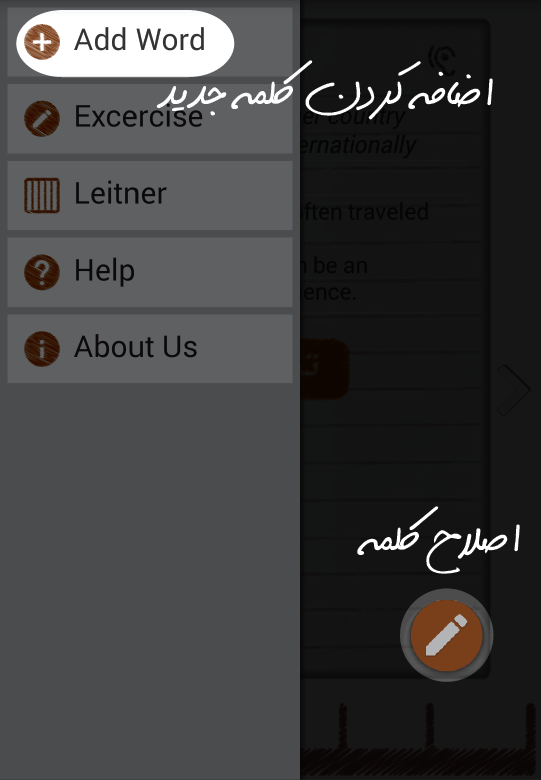 Add Word
اضافه کردن کلمه جدید
Excercise
country
ernationally
Leitner
ften traveled
Help
n be an
ence.
About Us
اصلاح کلمه